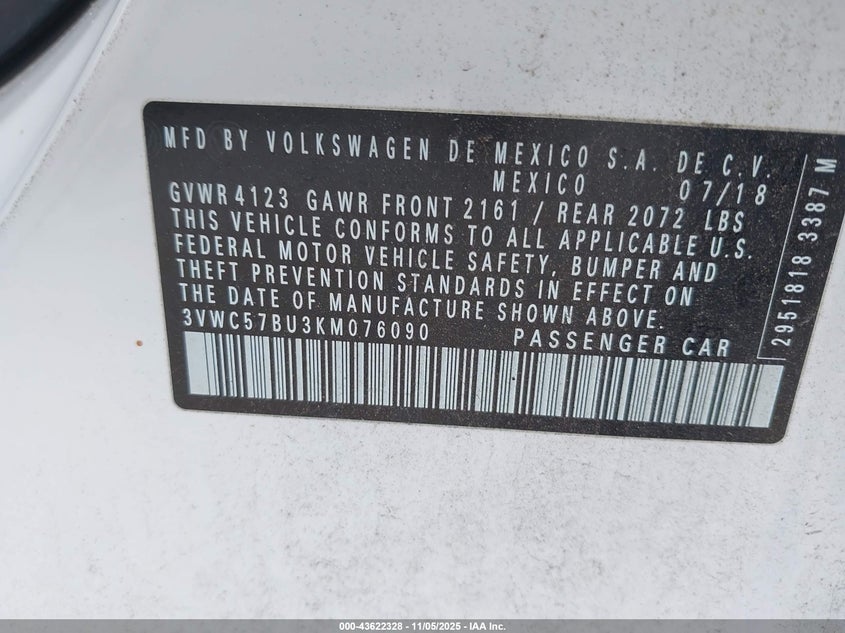 MFD BY VOLKSWAGEN DE MEXICO S.A. DE C.V.
MEXICO 07/18
GVWR 4123 GAWR FRONT 2161 / REAR 2072 LBS
THIS VEHICLE CONFORMS TO ALL APPLICABLE U.S.
FEDERAL MOTOR VEHICLE SAFETY, BUMPER AND
THEFT PREVENTION STANDARDS IN EFFECT ON
THE DATE OF MANUFACTURE SHOWN ABOVE.
3VWC57BU3KM076090 PASSENGER CAR
2951818 3387 M
000-43622328 - 11/05/2025 - IAA Inc.